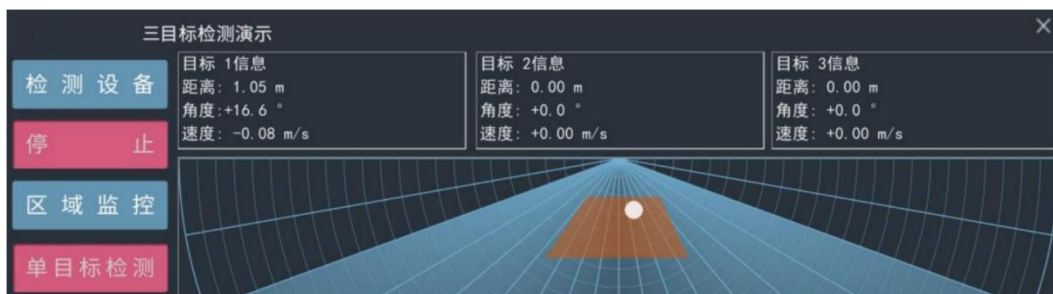 三目标检测演示
×
检测设备
停止
区域监控
单目标检测
目标 1信息
距离: 1.05 m
角度:+16.6 °
速度: -0.08 m/s
目标 2信息
距离: 0.00 m
角度: +0.0 °
速度: +0.00 m/s
目标 3信息
距离: 0.00 m
角度: +0.0 °
速度: +0.00 m/s